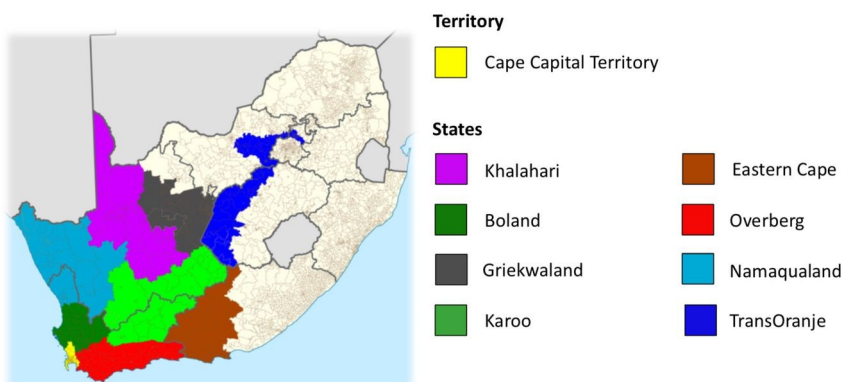 Territory
Cape Capital Territory
States
Khalahari
Eastern Cape
Boland
Overberg
Griekwaland
Namaqualand
Karoo
TransOranje